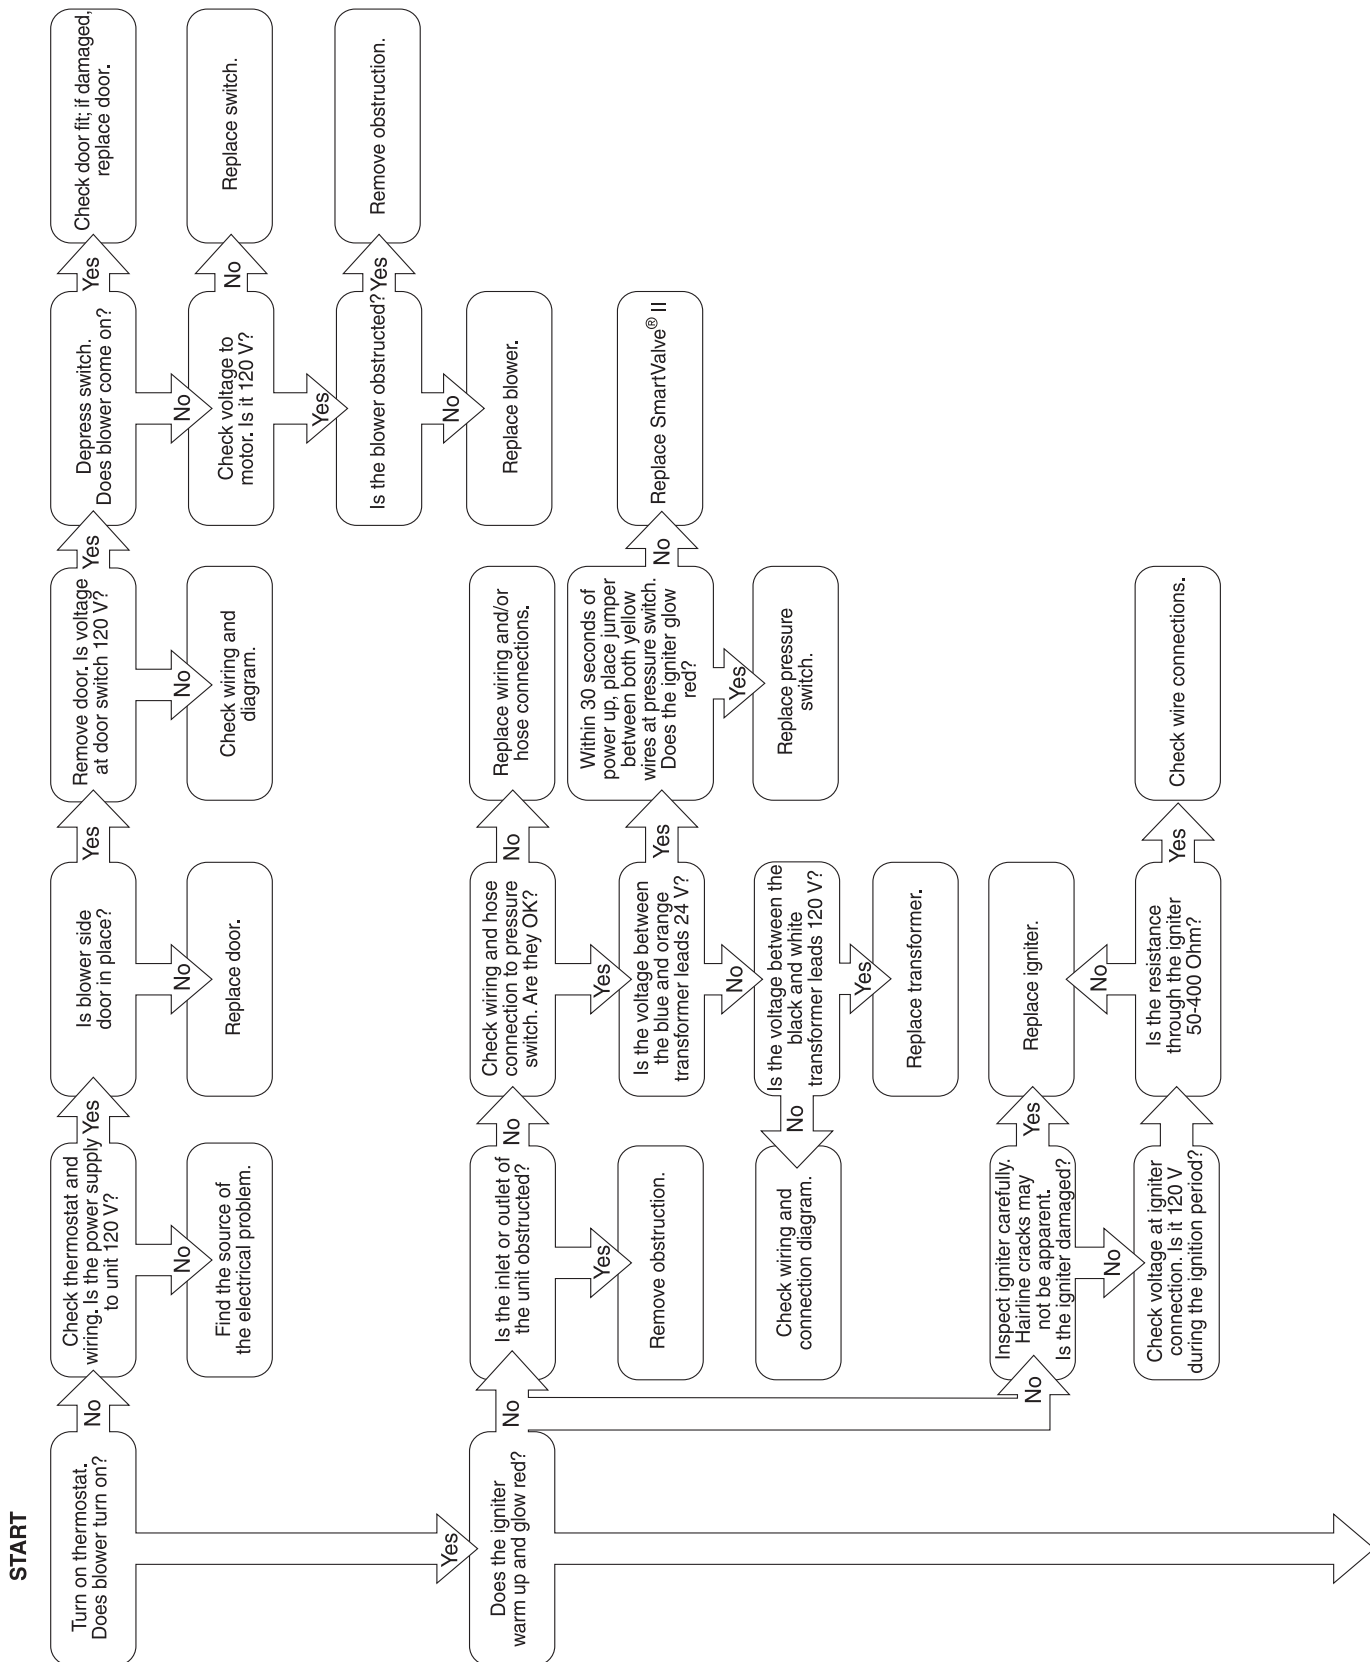 START
Turn on thermostat.
Does blower turn on?
No
Check thermostat and
wiring. Is the power supply
to unit 120 V?
Yes
Is blower side
door in place?
Yes
Remove door. Is voltage
at door switch 120 V?
Yes
Depress switch.
Does blower come on?
Yes
Check door fit; if damaged,
replace door.
No
Find the source of
the electrical problem.
No
Replace door.
No
Check wiring and
diagram.
No
Check voltage to
motor. Is it 120 V?
No
Replace switch.
Yes
Is the blower obstructed?
Yes
Remove obstruction.
No
Replace blower.
Yes
Does the igniter
warm up and glow red?
No
Is the inlet or outlet of
the unit obstructed?
No
Check wiring and hose
connection to pressure
switch. Are they OK?
No
Replace wiring and/or
hose connections.
Yes
Remove obstruction.
Yes
Is the voltage between
the blue and orange
transformer leads 24 V?
Yes
Within 30 seconds of
power up, place jumper
between both yellow
wires at pressure switch.
Does the igniter glow
red?
No
Replace SmartValve® II
No
Is the voltage between the
black and white
transformer leads 120 V?
No
Check wiring and
connection diagram.
Yes
Replace pressure
switch.
Yes
Replace transformer.
No
Inspect igniter carefully.
Hairline cracks may
not be apparent.
Is the igniter damaged?
Yes
Replace igniter.
No
Check voltage at igniter
connection. Is it 120 V
during the ignition period?
No
Is the resistance
through the igniter
50-400 Ohm?
Yes
Check wire connections.